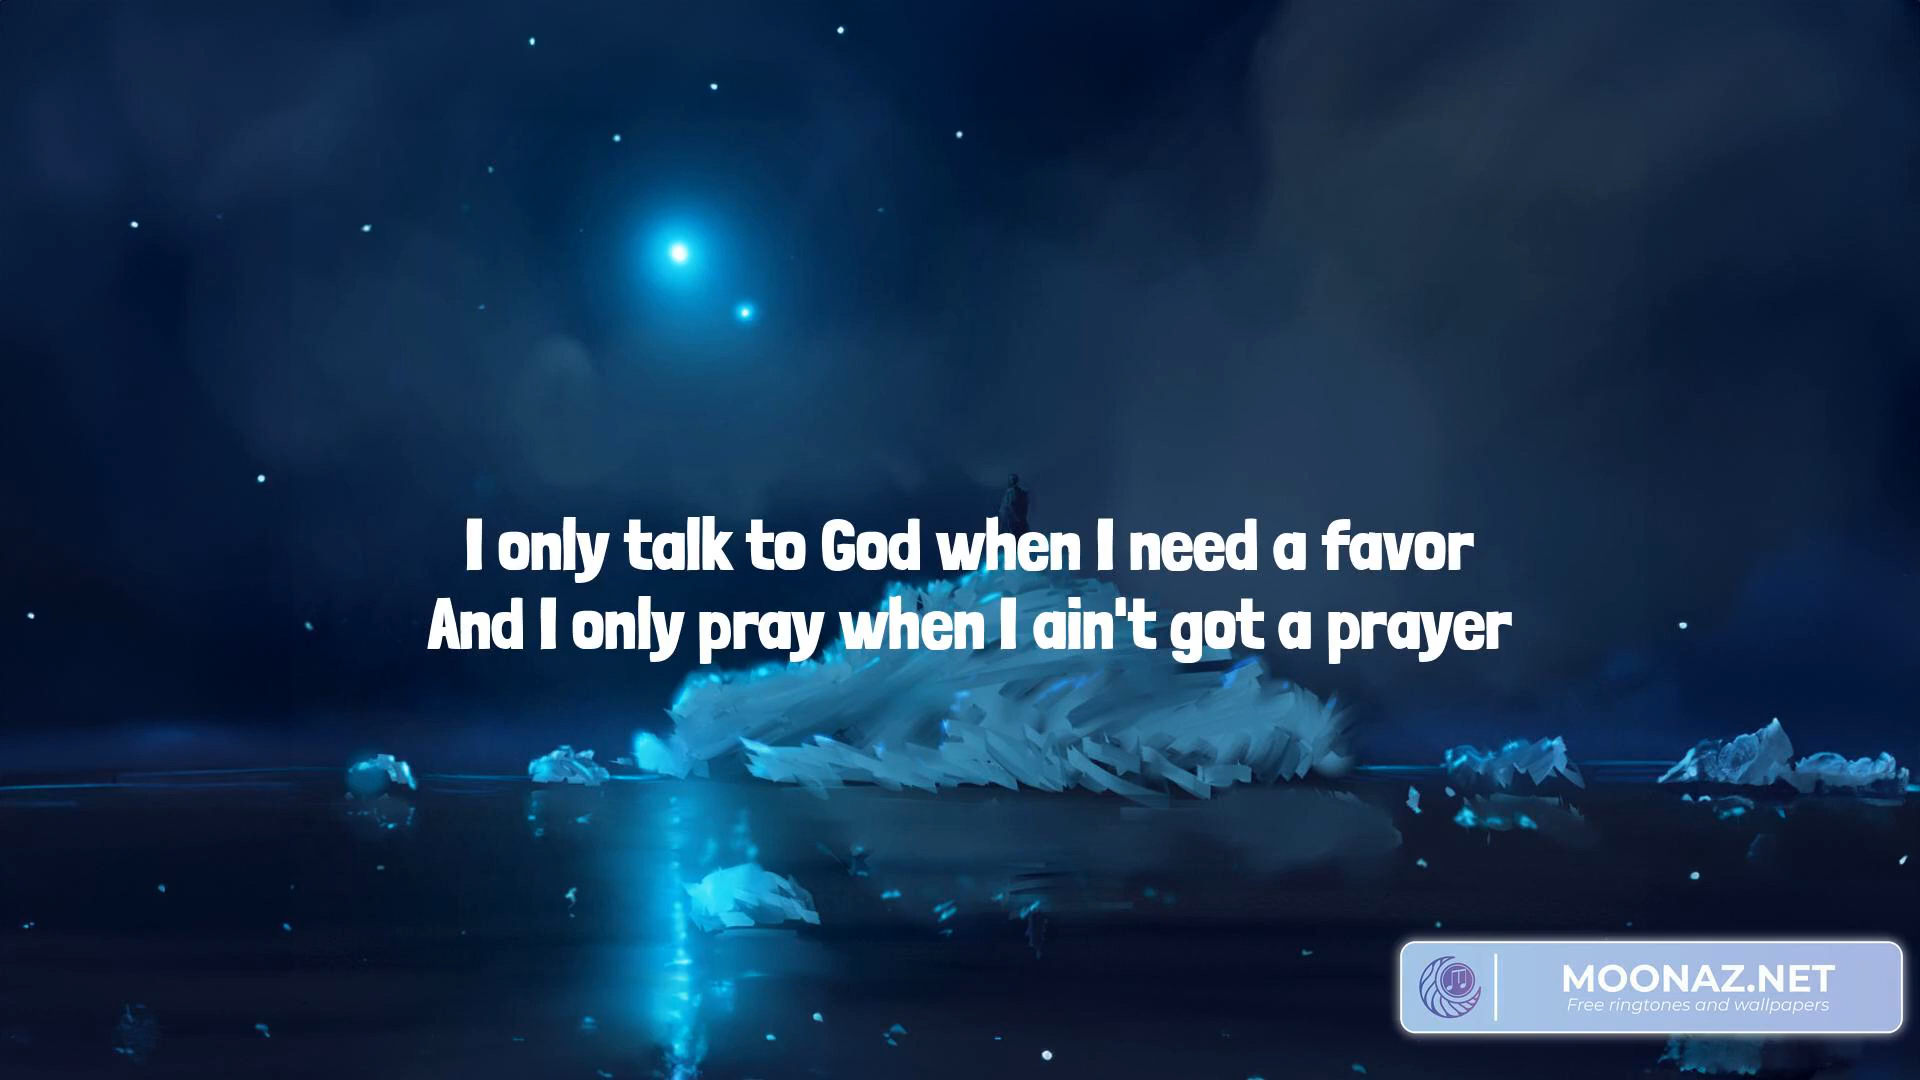 I only talk to God when I need a favor
And I only pray when I ain't got a prayer
MOONAZ.NET
Free ringtones and wallpapers